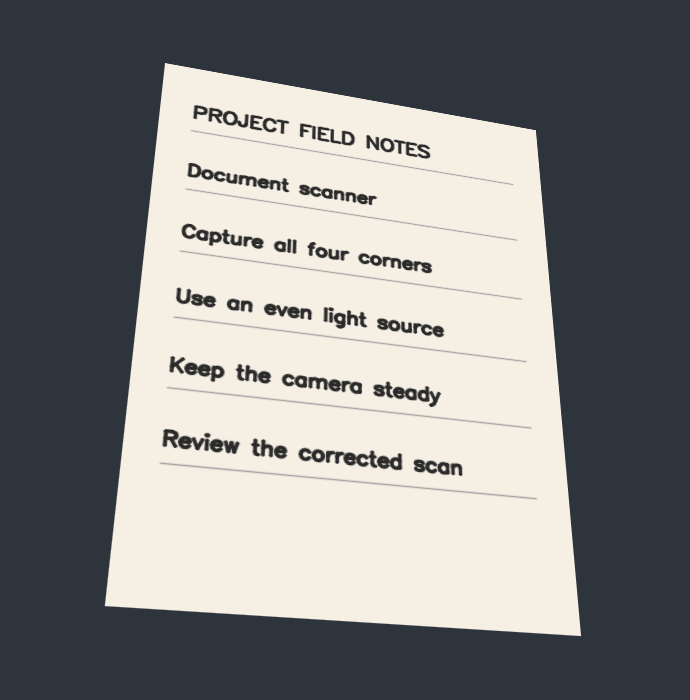 PROJECT FIELD NOTES
Document scanner
Capture all four corners
Use an even light source
Keep the camera steady
Review the corrected scan